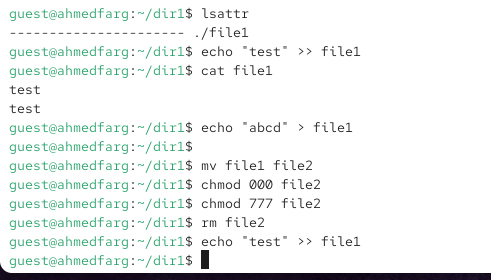 guest@ahmedfarg:~/dir1$ lsattr
---------------------- ./file1
guest@ahmedfarg:~/dir1$ echo "test" >> file1
guest@ahmedfarg:~/dir1$ cat file1
test
test
guest@ahmedfarg:~/dir1$ echo "abcd" > file1
guest@ahmedfarg:~/dir1$
guest@ahmedfarg:~/dir1$ mv file1 file2
guest@ahmedfarg:~/dir1$ chmod 000 file2
guest@ahmedfarg:~/dir1$ chmod 777 file2
guest@ahmedfarg:~/dir1$ rm file2
guest@ahmedfarg:~/dir1$ echo "test" >> file1
guest@ahmedfarg:~/dir1$